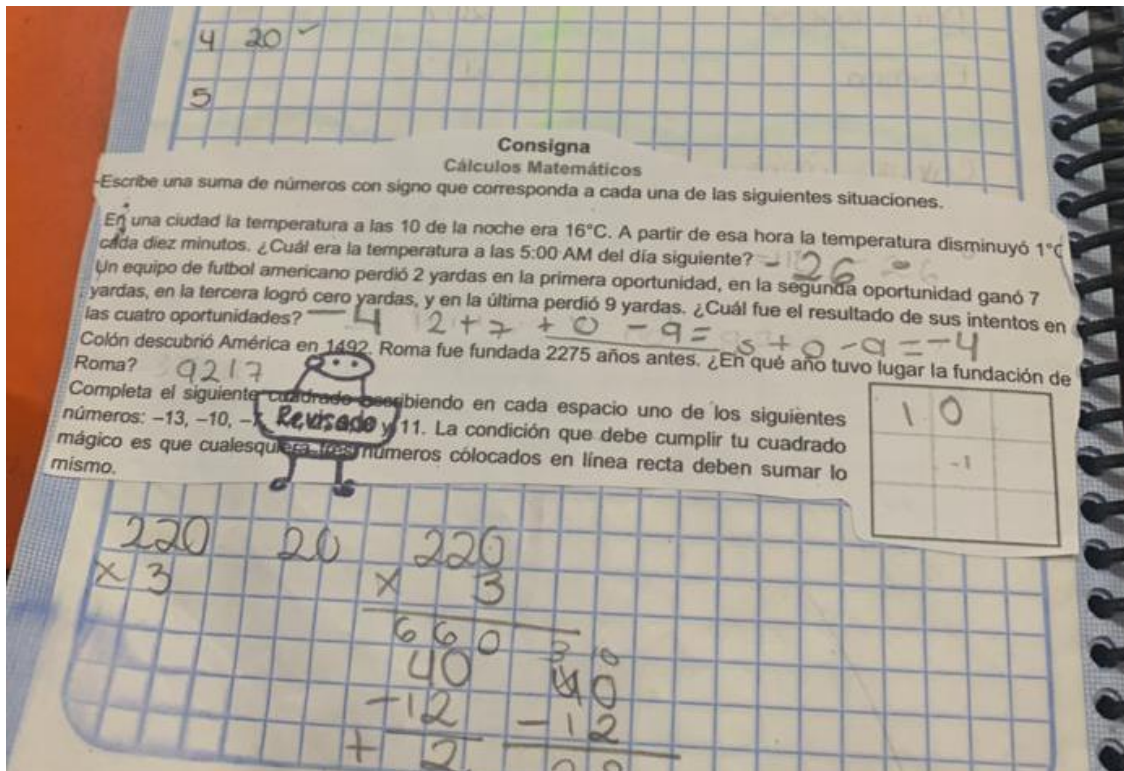 4 20
5
Consigna
Cálculos Matemáticos
-Escribe una suma de números con signo que corresponda a cada una de las siguientes situaciones.
En una ciudad la temperatura a las 10 de la noche era 16°C. A partir de esa hora la temperatura disminuyó 1°C
cada diez minutos. ¿Cuál era la temperatura a las 5:00 AM del día siguiente? - 26
Un equipo de futbol americano perdió 2 yardas en la primera oportunidad, en la segunda oportunidad ganó 7
yardas, en la tercera logró cero yardas, y en la última perdió 9 yardas. ¿Cuál fue el resultado de sus intentos en
las cuatro oportunidades? -4 2+7+0-9= 5+0-9=-4
Colón descubrió América en 1492. Roma fue fundada 2275 años antes. ¿En qué año tuvo lugar la fundación de
Roma? 9217
Completa el siguiente cuadrado escribiendo en cada espacio uno de los siguientes
números: –13, –10, Revisado y 11. La condición que debe cumplir tu cuadrado
mágico es que cualesquiera tres números colocados en línea recta deben sumar lo
mismo.
1 0
-1
220 20 220
x 3 x 3
660
40 40
-12 -12
+ 2